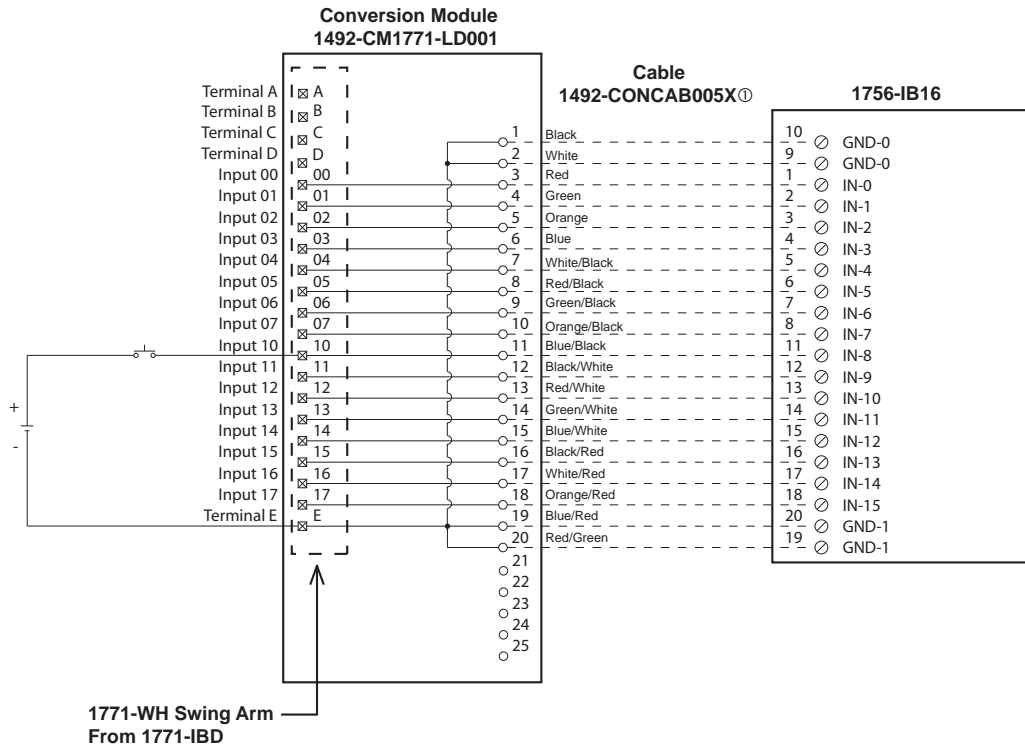 Conversion Module
1492-CM1771-LD001
Cable
1492-CONCAB005X①
1756-IB16
Terminal A A
Terminal B B
Terminal C C
Terminal D D
1 Black 10 GND-0
2 White 9 GND-0
Input 00 00 3 Red 1 IN-0
Input 01 01 4 Green 2 IN-1
Input 02 02 5 Orange 3 IN-2
Input 03 03 6 Blue 4 IN-3
Input 04 04 7 White/Black 5 IN-4
Input 05 05 8 Red/Black 6 IN-5
Input 06 06 9 Green/Black 7 IN-6
Input 07 07 10 Orange/Black 8 IN-7
Input 10 10 11 Blue/Black 11 IN-8
Input 11 11 12 Black/White 12 IN-9
Input 12 12 13 Red/White 13 IN-10
Input 13 13 14 Green/White 14 IN-11
Input 14 14 15 Blue/White 15 IN-12
Input 15 15 16 Black/Red 16 IN-13
Input 16 16 17 White/Red 17 IN-14
Input 17 17 18 Orange/Red 18 IN-15
Terminal E E 19 Blue/Red 20 GND-1
20 Red/Green 19 GND-1
21
22
23
24
25
+
-
1771-WH Swing Arm
From 1771-IBD